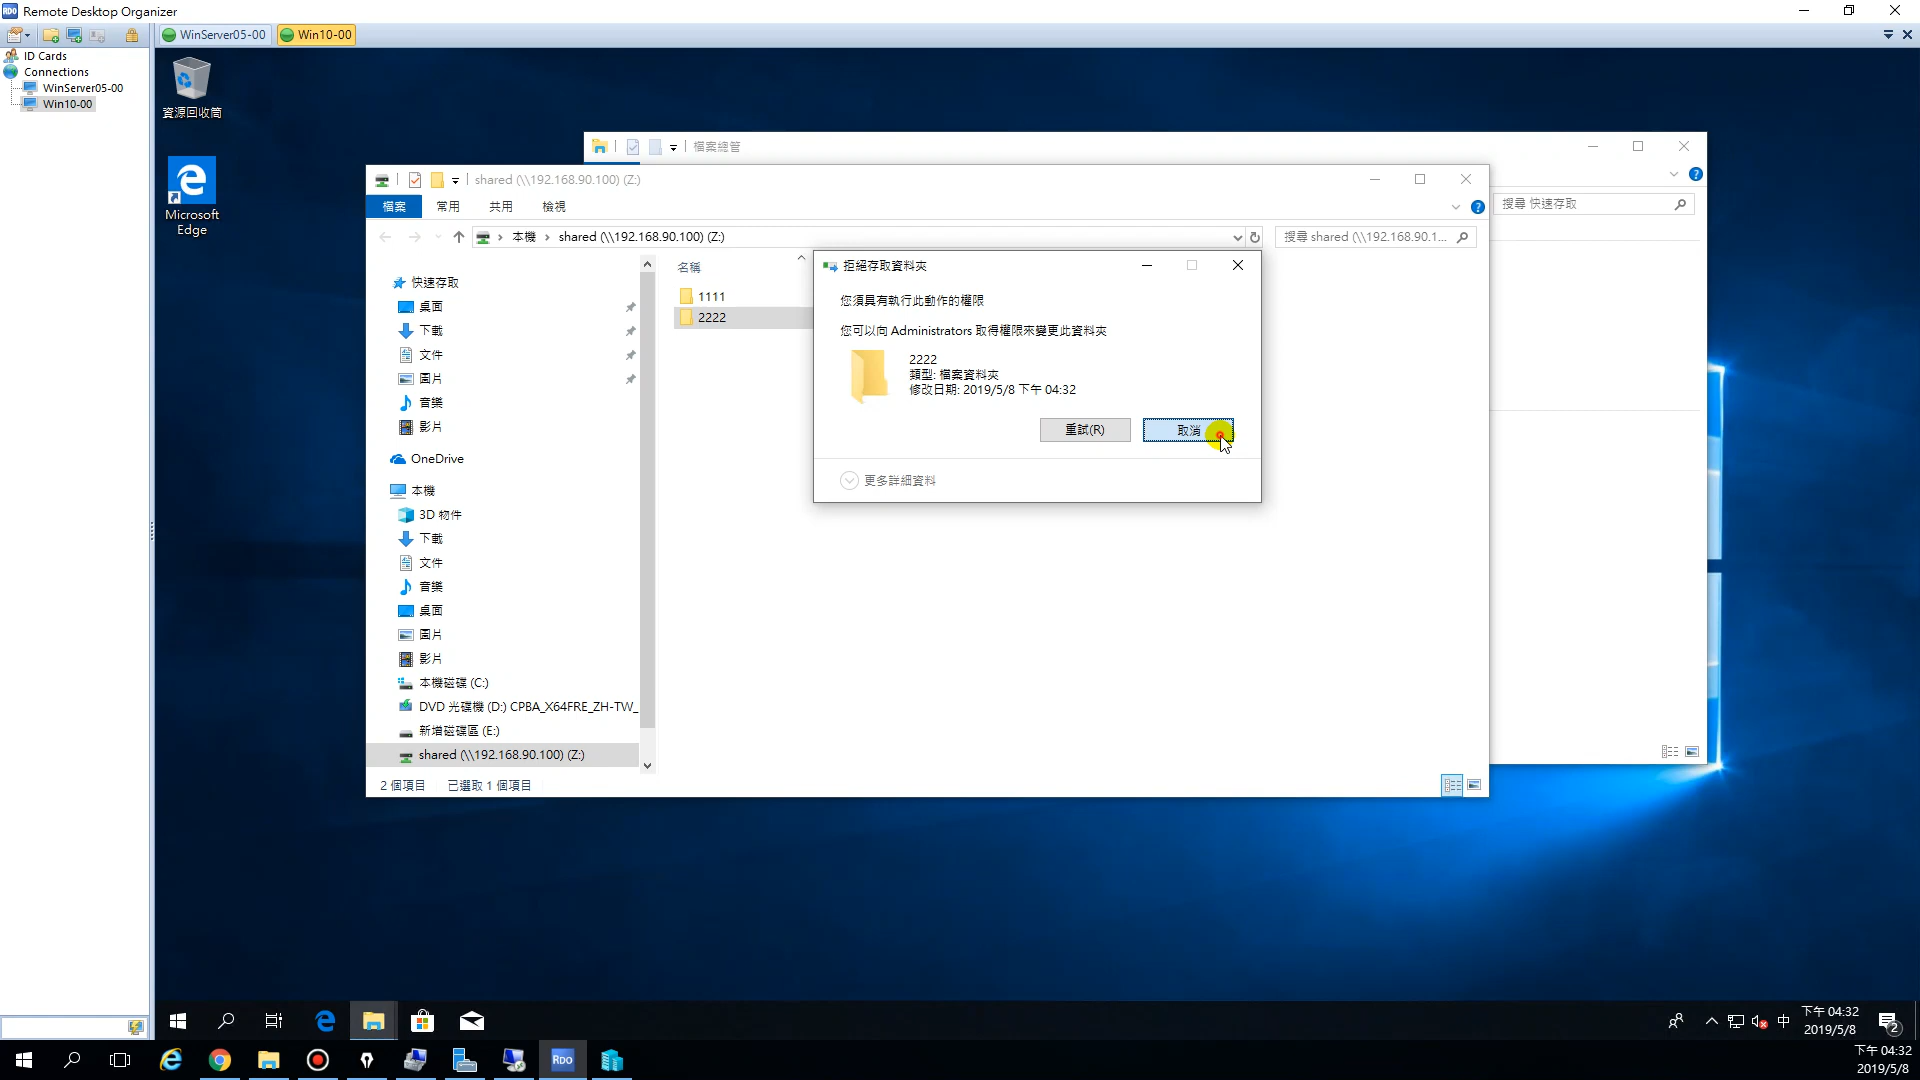 Remote Desktop Organizer
WinServer05-00
Win10-00
ID Cards
Connections
WinServer05-00
Win10-00
資源回收筒
Microsoft
Edge
檔案總管
搜尋 快速存取
shared (\\192.168.90.100) (Z:)
檔案
常用
共用
檢視
本機
shared (\\192.168.90.100) (Z:)
搜尋 shared (\\192.168.90.1...
快速存取
桌面
下載
文件
圖片
音樂
影片
OneDrive
本機
3D 物件
下載
文件
音樂
桌面
圖片
影片
本機磁碟 (C:)
DVD 光碟機 (D:) CPBA_X64FRE_ZH-TW_
新增磁碟區 (E:)
shared (\\192.168.90.100) (Z:)
名稱
1111
2222
拒絕存取資料夾
您須具有執行此動作的權限
您可以向 Administrators 取得權限來變更此資料夾
2222
類型: 檔案資料夾
修改日期: 2019/5/8 下午 04:32
重試(R)
取消
更多詳細資料
2 個項目
已選取 1 個項目
中
下午 04:32
2019/5/8
2
RDO
下午 04:32
2019/5/8